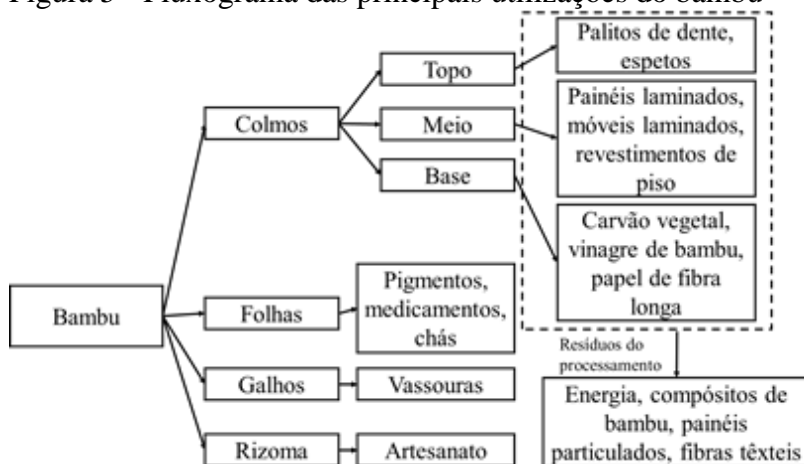 Fluxograma das principais utilizações do bambu
Palitos de dente,
espetos
Topo
Painéis laminados,
móveis laminados,
revestimentos de
piso
Colmos
Meio
Base
Carvão vegetal,
vinagre de bambu,
papel de fibra
longa
Bambu
Folhas
Pigmentos,
medicamentos,
chás
Resíduos do
processamento
Galhos
Vassouras
Energia, compósitos de
bambu, painéis
particulados, fibras têxteis
Rizoma
Artesanato